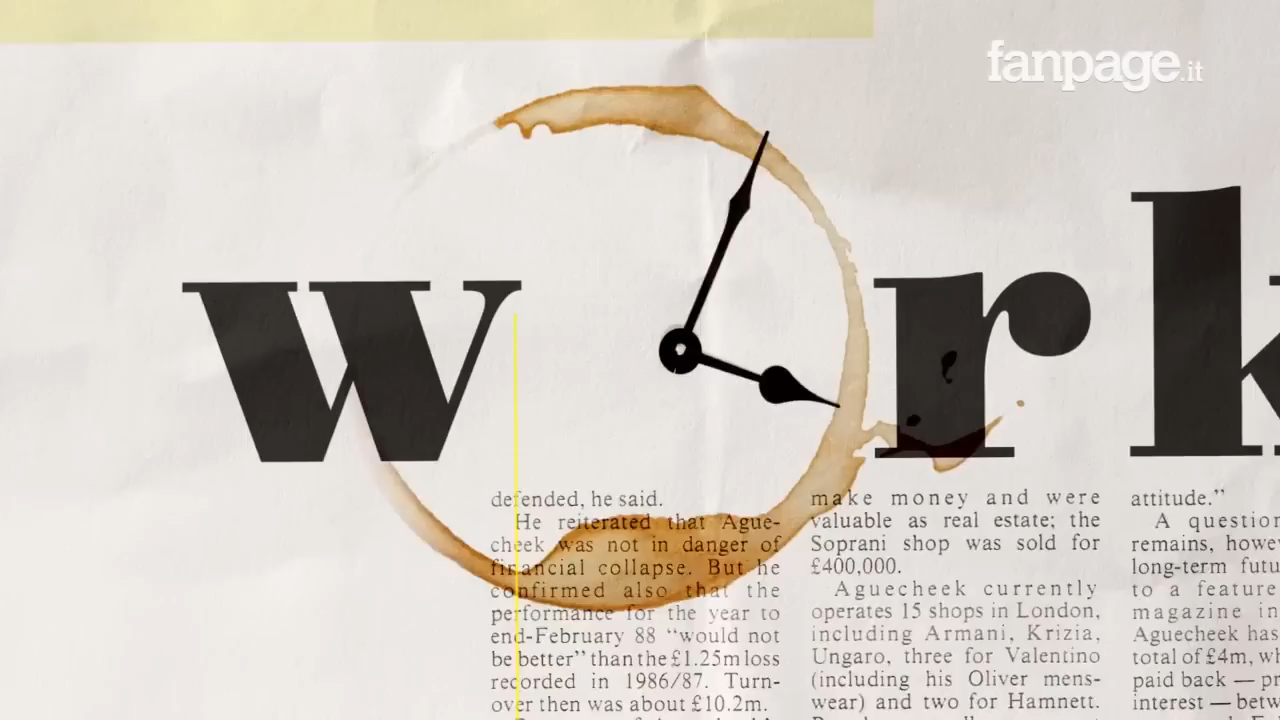 fanpage.it
w rk
defended, he said.
He reiterated that Ague-
cheek was not in danger of
financial collapse. But he
confirmed also that the
performance for the year to
end-February 88 “would not
be better” than the £1.25m loss
recorded in 1986/87. Turn-
over then was about £10.2m.
make money and were
valuable as real estate; the
Soprani shop was sold for
£400,000.
Aguecheek currently
operates 15 shops in London,
including Armani, Krizia,
Ungaro, three for Valentino
(including his Oliver mens-
wear) and two for Hamnett.
attitude.”
A question
remains, howe
long-term futu
to a feature
magazine in
Aguecheek has
total of £4m, wh
paid back — pr
interest — betw